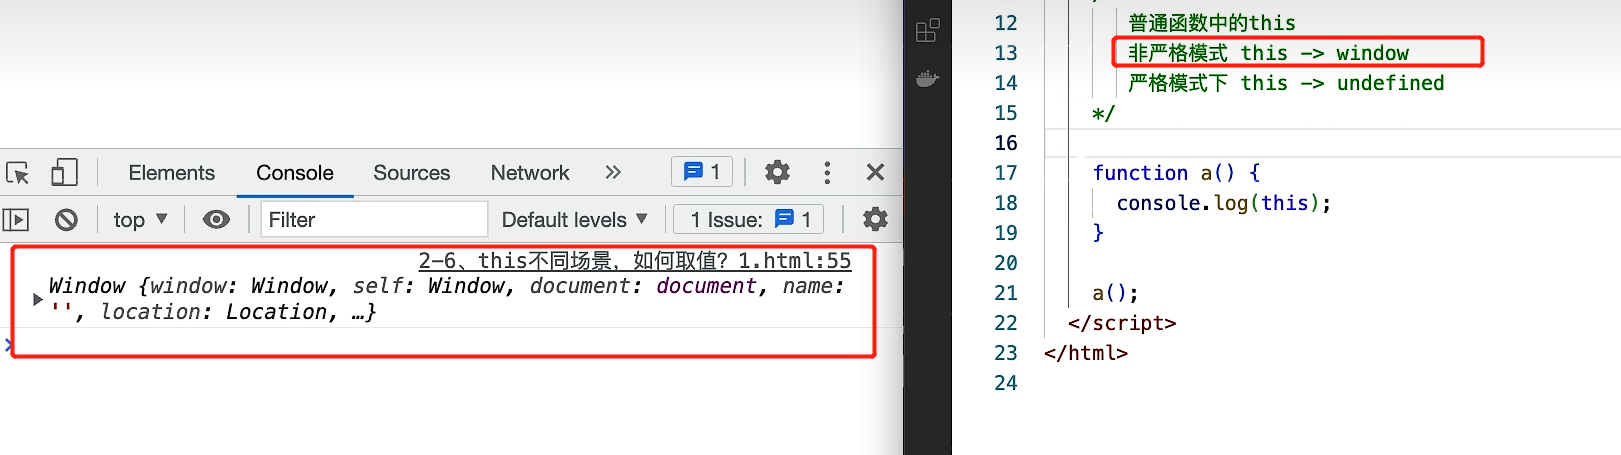 Elements Console Sources Network » 1
top ▼ Filter Default levels ▼ 1 Issue: 1
2-6、this不同场景，如何取值？1.html:55
Window {window: Window, self: Window, document: document, name:
'', location: Location, …}
12 普通函数中的this
13 非严格模式 this -> window
14 严格模式下 this -> undefined
15 */
16
17 function a() {
18 console.log(this);
19 }
20
21 a();
22 </script>
23 </html>
24